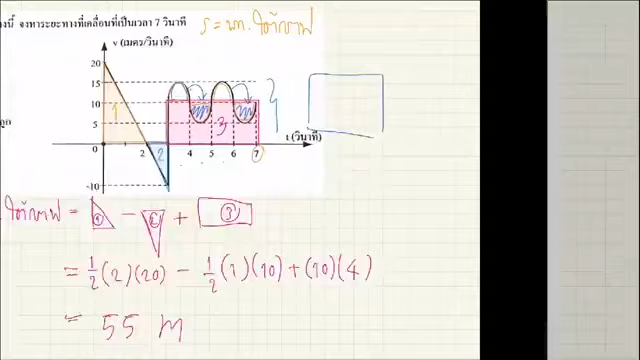 างนี้ จงหาระยะทางที่เคลื่อนที่เป็นเวลา 7 วินาที
S = พท. ใต้กราฟ
v (เมตร/วินาที)
20
15
10
5
0
-10
2
4
5
6
7
t (วินาที)
1
2
3
ใต้กราฟ = ① - ② + ③
= 1/2 (2)(20) - 1/2 (1)(10) + (10)(4)
= 55 m